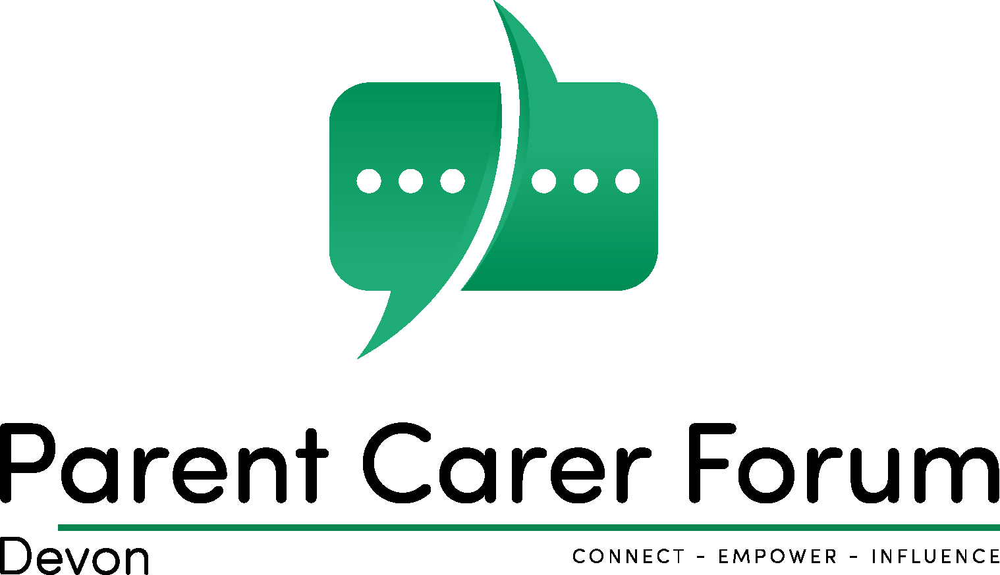 Parent Carer Forum
Devon
CONNECT - EMPOWER - INFLUENCE